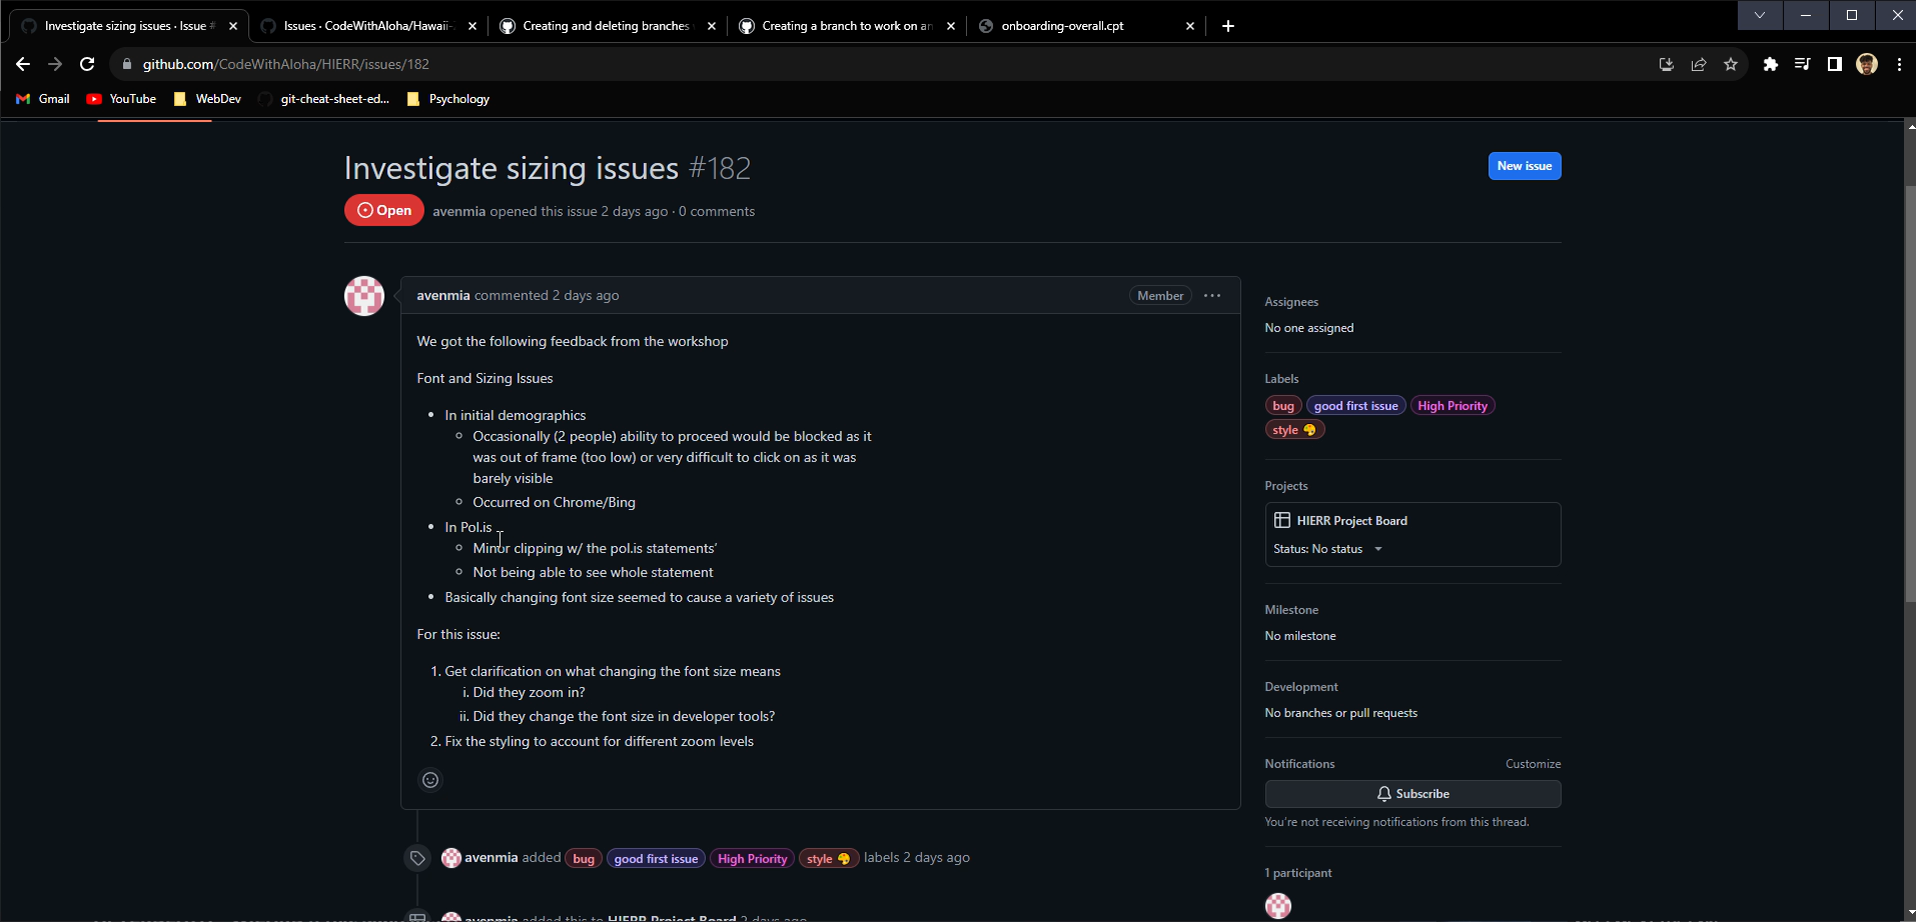 Investigate sizing issues · Issue #
Issues · CodeWithAloha/Hawaii-
Creating and deleting branches
Creating a branch to work on an
onboarding-overall.cpt
github.com/CodeWithAloha/HIERR/issues/182
Gmail
YouTube
WebDev
git-cheat-sheet-ed...
Psychology
Investigate sizing issues #182
New issue
Open
avenmia opened this issue 2 days ago · 0 comments
avenmia commented 2 days ago
Member
We got the following feedback from the workshop
Font and Sizing Issues
• In initial demographics
Occasionally (2 people) ability to proceed would be blocked as it
was out of frame (too low) or very difficult to click on as it was
barely visible
Occurred on Chrome/Bing
• In Pol.is
Minor clipping w/ the pol.is statements'
Not being able to see whole statement
• Basically changing font size seemed to cause a variety of issues
For this issue:
1. Get clarification on what changing the font size means
i. Did they zoom in?
ii. Did they change the font size in developer tools?
2. Fix the styling to account for different zoom levels
avenmia added bug good first issue High Priority style labels 2 days ago
avenmia added this to HIERR Project Board 2 days ago
Assignees
No one assigned
Labels
bug good first issue High Priority
style
Projects
HIERR Project Board
Status: No status
Milestone
No milestone
Development
No branches or pull requests
Notifications
Customize
Subscribe
You're not receiving notifications from this thread.
1 participant